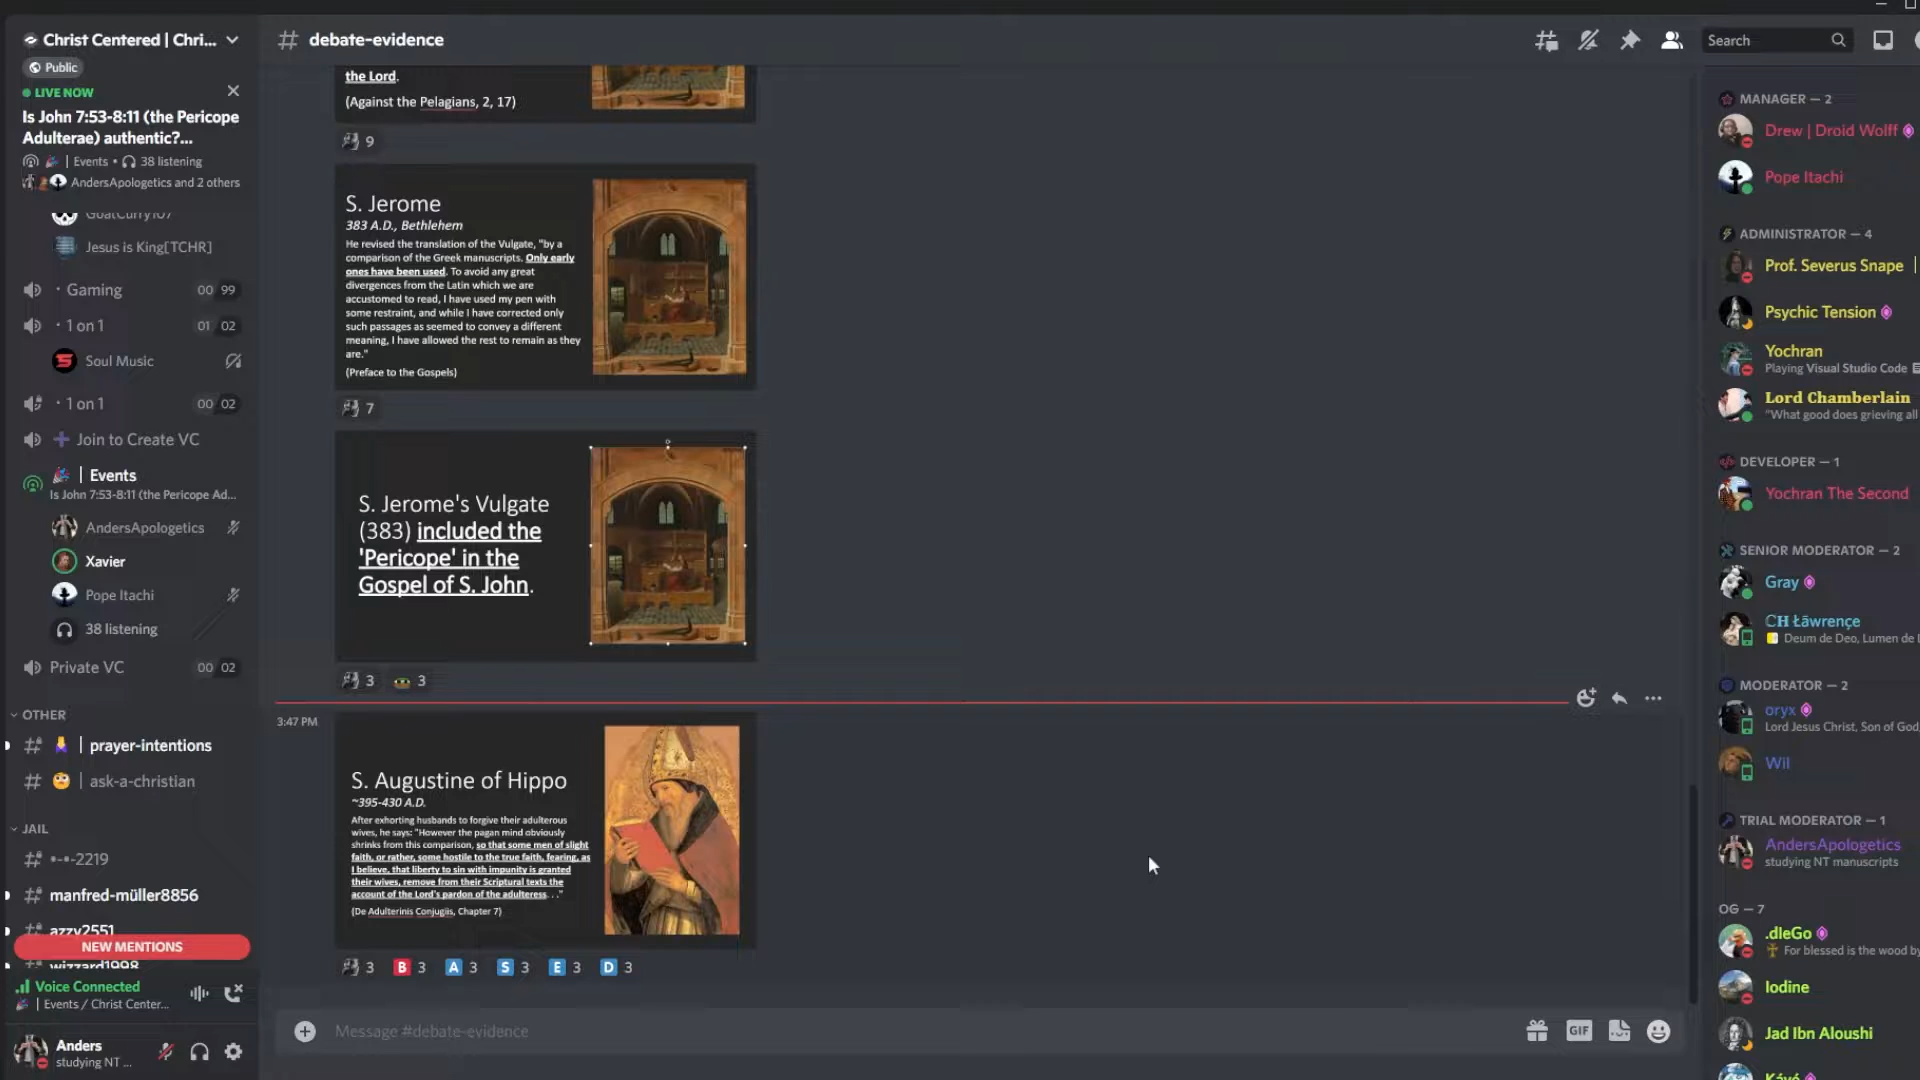 Christ Centered | Chri...
Public
LIVE NOW
Is John 7:53-8:11 (the Pericope
Adulterae) authentic?...
| Events • 38 listening
AndersApologetics and 2 others
GoatCurry107
Jesus is King[TCHR]
· Gaming 00 99
· 1 on 1 01 02
Soul Music
· 1 on 1 00 02
Join to Create VC
| Events
Is John 7:53-8:11 (the Pericope Ad...
AndersApologetics
Xavier
Pope Itachi
38 listening
Private VC 00 02
OTHER
| prayer-intentions
| ask-a-christian
JAIL
•-•-2219
manfred-müller8856
azzy2551
NEW MENTIONS
wizzard1998
Voice Connected
| Events / Christ Center...
Anders
studying NT ...
# debate-evidence
Search
the Lord.
(Against the Pelagians, 2, 17)
9
S. Jerome
383 A.D., Bethlehem
He revised the translation of the Vulgate, "by a
comparison of the Greek manuscripts. Only early
ones have been used. To avoid any great
divergences from the Latin which we are
accustomed to read, I have used my pen with
some restraint, and while I have corrected only
such passages as seemed to convey a different
meaning, I have allowed the rest to remain as they
are."
(Preface to the Gospels)
7
S. Jerome's Vulgate
(383) included the
'Pericope' in the
Gospel of S. John.
3 3
3:47 PM
S. Augustine of Hippo
~395-430 A.D.
After exhorting husbands to forgive their adulterous
wives, he says: "However the pagan mind obviously
shrinks from this comparison, so that some men of slight
faith, or rather, some hostile to the true faith, fearing, as
I believe, that liberty to sin with impunity is granted
their wives, remove from their Scriptural texts the
account of the Lord's pardon of the adulteress. . ."
(De Adulterinis Conjugiis, Chapter 7)
3 B 3 A 3 S 3 E 3 D 3
Message #debate-evidence
GIF
MANAGER — 2
Drew | Droid Wolff
Pope Itachi
ADMINISTRATOR — 4
Prof. Severus Snape |
Psychic Tension
Yochran
Playing Visual Studio Code
Lord Chamberlain
"What good does grieving all
DEVELOPER — 1
Yochran The Second
SENIOR MODERATOR — 2
Gray
CH Łāwrençe
Deum de Deo, Lumen de L
MODERATOR — 2
oryx
Lord Jesus Christ, Son of God,
Wil
TRIAL MODERATOR — 1
AndersApologetics
studying NT manuscripts
OG — 7
.dleGo
For blessed is the wood by
Iodine
Jad Ibn Aloushi